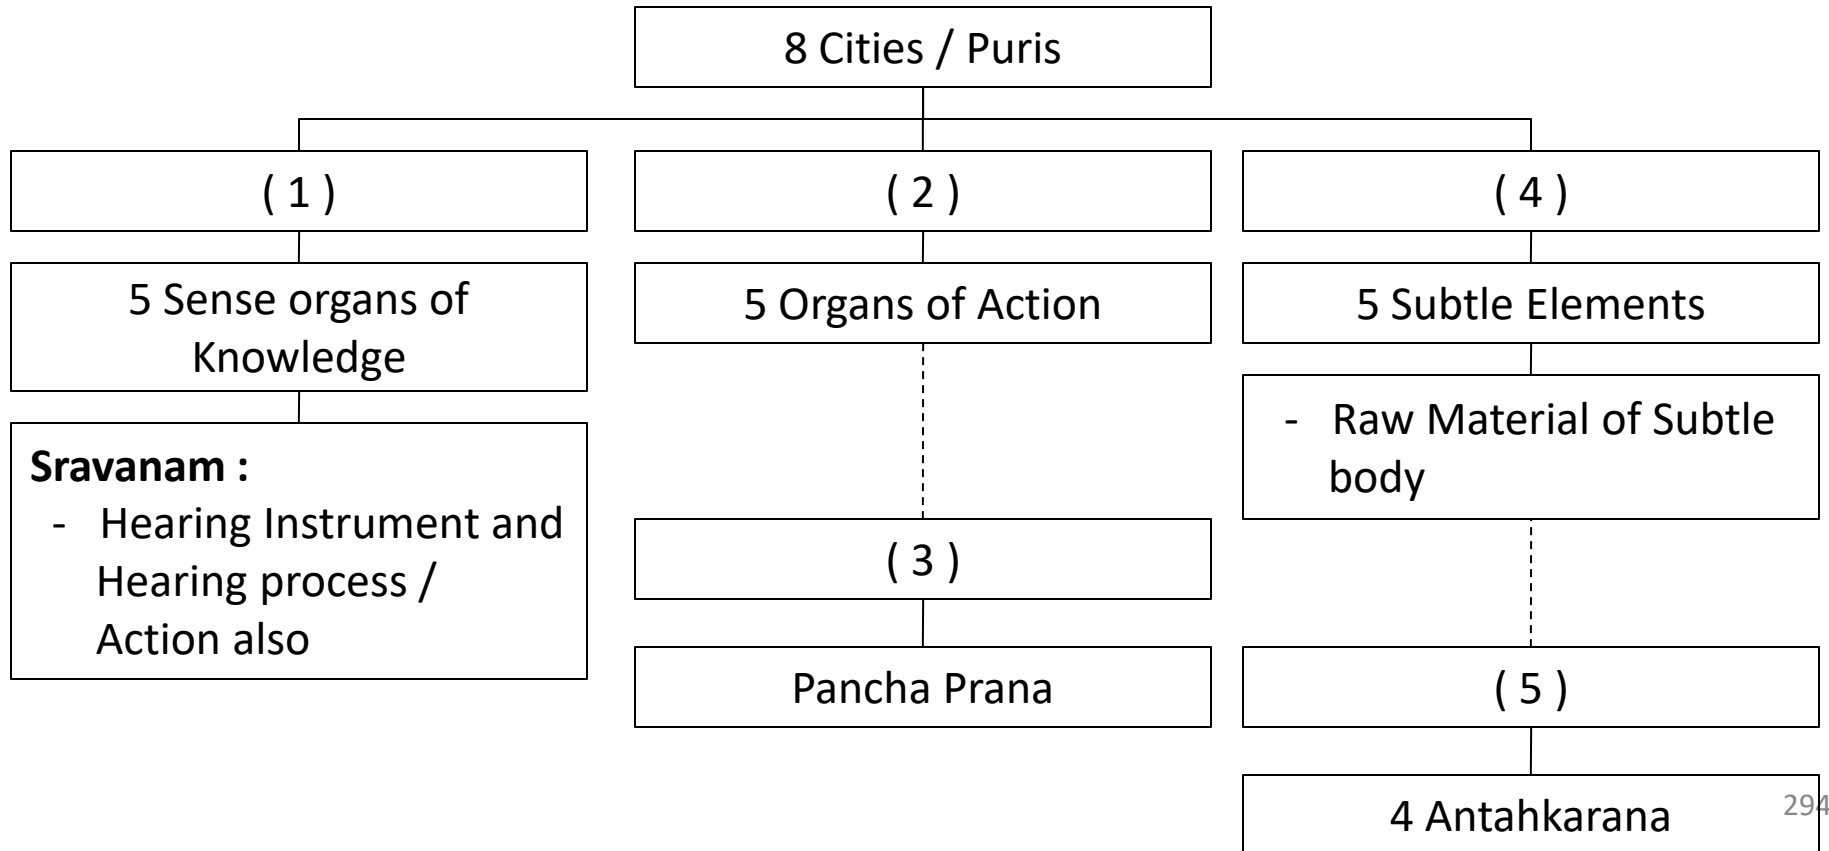 8 Cities / Puris
( 1 )
( 2 )
( 4 )
5 Sense organs of
Knowledge
5 Organs of Action
5 Subtle Elements
Sravanam :
- Hearing Instrument and
Hearing process /
Action also
- Raw Material of Subtle
body
( 3 )
Pancha Prana
( 5 )
4 Antahkarana
294